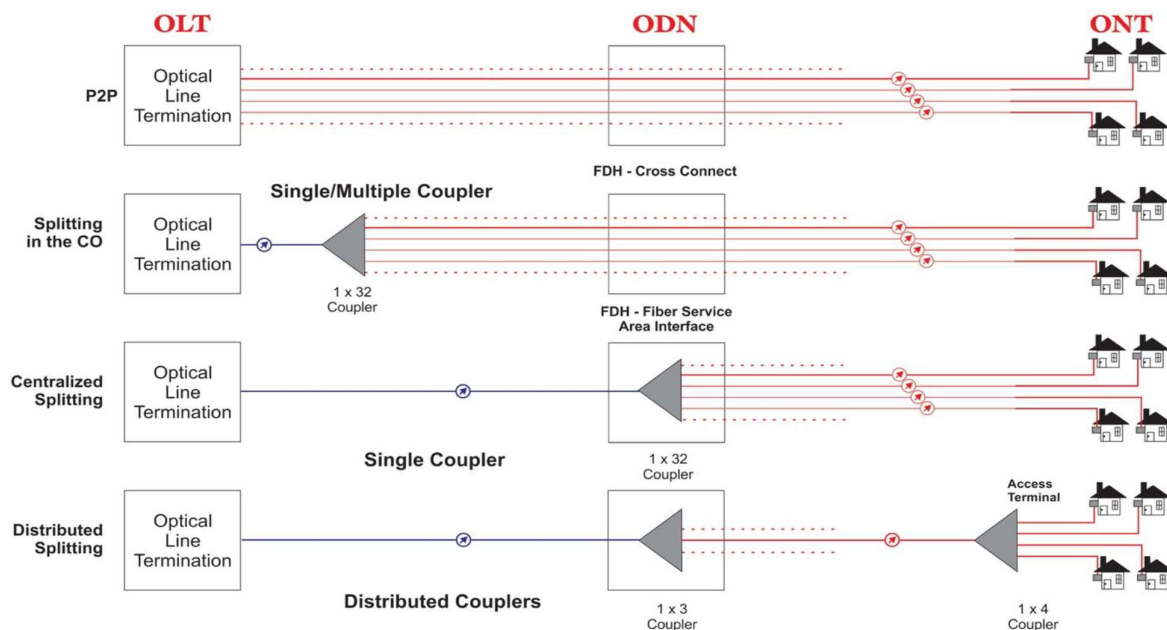 OLT
ODN
ONT
P2P
Optical
Line
Termination
FDH - Cross Connect
Single/Multiple Coupler
Splitting
in the CO
Optical
Line
Termination
1 x 32
Coupler
FDH - Fiber Service
Area Interface
Centralized
Splitting
Optical
Line
Termination
Single Coupler
1 x 32
Coupler
Access
Terminal
Distributed
Splitting
Optical
Line
Termination
Distributed Couplers
1 x 3
Coupler
1 x 4
Coupler